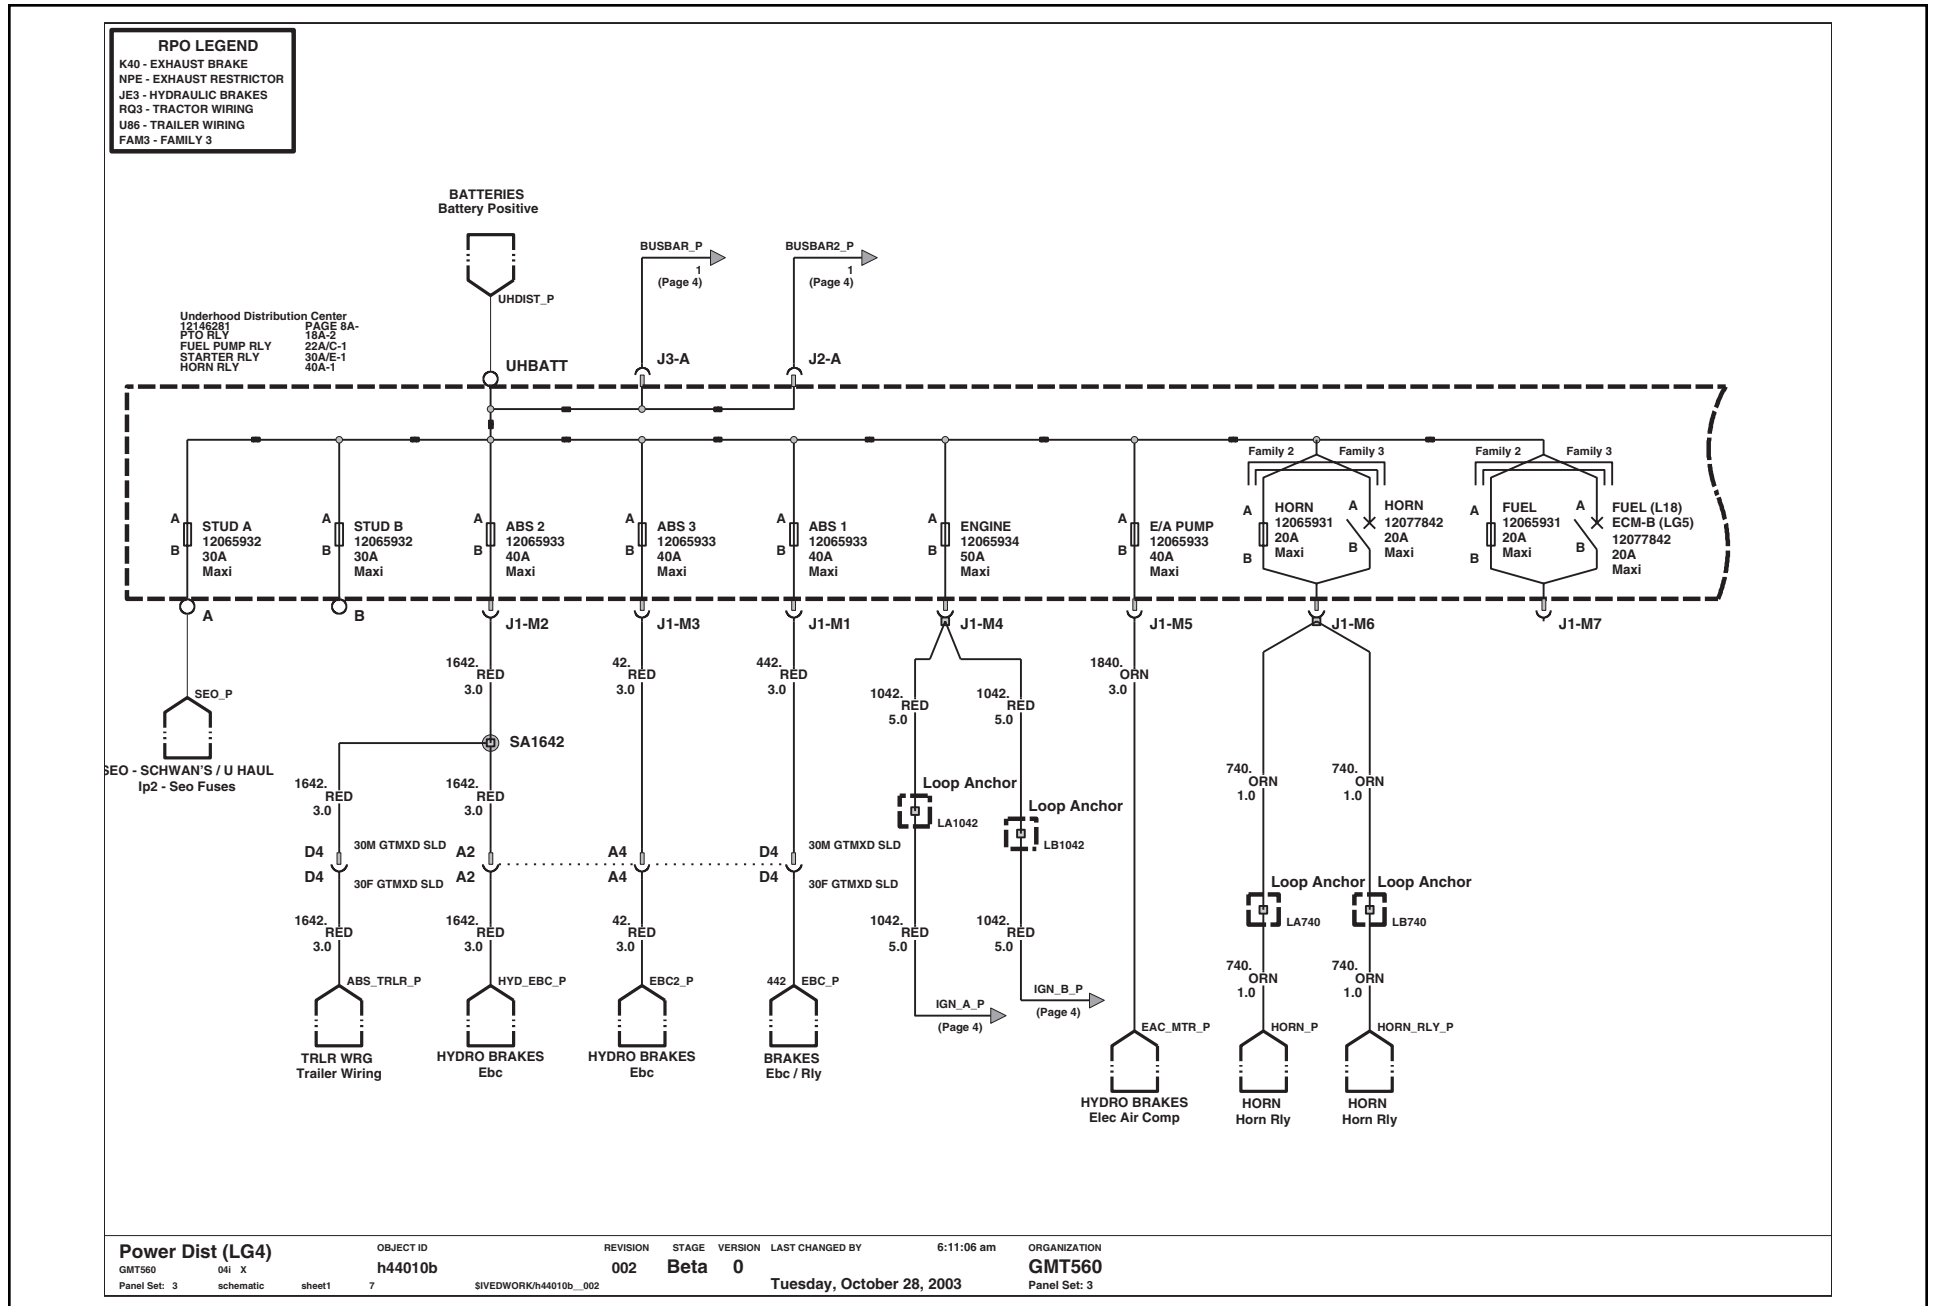 RPO LEGEND
K40 - EXHAUST BRAKE
NPE - EXHAUST RESTRICTOR
JE3 - HYDRAULIC BRAKES
RQ3 - TRACTOR WIRING
U86 - TRAILER WIRING
FAM3 - FAMILY 3
BATTERIES
Battery Positive
UHDIST_P
BUSBAR_P
1
(Page 4)
BUSBAR2_P
1
(Page 4)
Underhood Distribution Center
12146281 PAGE 8A-
PTO RLY 18A-2
FUEL PUMP RLY 22A/C-1
STARTER RLY 30A/E-1
HORN RLY 40A-1
UHBATT
J3-A
J2-A
A
B
STUD A
12065932
30A
Maxi
A
B
STUD B
12065932
30A
Maxi
A
B
ABS 2
12065933
40A
Maxi
A
B
ABS 3
12065933
40A
Maxi
A
B
ABS 1
12065933
40A
Maxi
A
B
ENGINE
12065934
50A
Maxi
A
B
E/A PUMP
12065933
40A
Maxi
Family 2 Family 3
A
B
HORN
12065931
20A
Maxi
A
B
HORN
12077842
20A
Maxi
Family 2 Family 3
A
B
FUEL
12065931
20A
Maxi
A
B
FUEL (L18)
ECM-B (LG5)
12077842
20A
Maxi
A
B
J1-M2
J1-M3
J1-M1
J1-M4
J1-M5
J1-M6
J1-M7
SEO_P
SEO - SCHWAN'S / U HAUL
Ip2 - Seo Fuses
1642.
RED
3.0
42.
RED
3.0
442.
RED
3.0
1042.
RED
5.0
1042.
RED
5.0
1840.
ORN
3.0
SA1642
1642.
RED
3.0
1642.
RED
3.0
Loop Anchor
LA1042
Loop Anchor
LB1042
740.
ORN
1.0
740.
ORN
1.0
D4 30M GTMXD SLD
D4 30F GTMXD SLD
A2
A2
A4
A4
D4 30M GTMXD SLD
D4 30F GTMXD SLD
Loop Anchor
LA740
Loop Anchor
LB740
1642.
RED
3.0
1642.
RED
3.0
42.
RED
3.0
1042.
RED
5.0
1042.
RED
5.0
740.
ORN
1.0
740.
ORN
1.0
ABS_TRLR_P
TRLR WRG
Trailer Wiring
HYD_EBC_P
HYDRO BRAKES
Ebc
EBC2_P
HYDRO BRAKES
Ebc
442 EBC_P
BRAKES
Ebc / Rly
IGN_A_P
(Page 4)
IGN_B_P
(Page 4)
EAC_MTR_P
HYDRO BRAKES
Elec Air Comp
HORN_P
HORN
Horn Rly
HORN_RLY_P
HORN
Horn Rly
Power Dist (LG4)
GMT560 04i X
Panel Set: 3 schematic sheet1 7
OBJECT ID
h44010b
$IVEDWORK/h44010b__002
REVISION
002
STAGE
Beta
VERSION
0
LAST CHANGED BY 6:11:06 am
Tuesday, October 28, 2003
ORGANIZATION
GMT560
Panel Set: 3